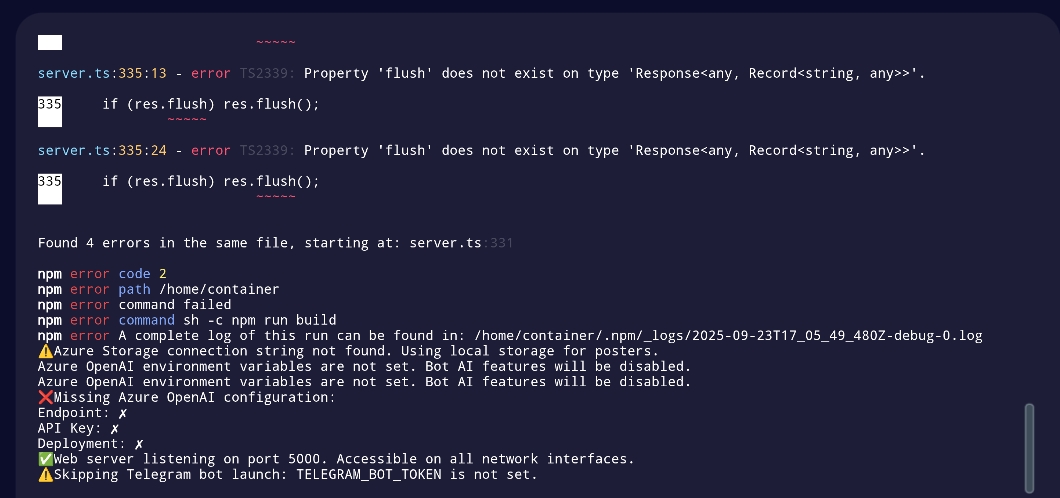 ~~~~~
server.ts:335:13 - error TS2339: Property 'flush' does not exist on type 'Response<any, Record<string, any>>'.
335     if (res.flush) res.flush();
~~~~~
server.ts:335:24 - error TS2339: Property 'flush' does not exist on type 'Response<any, Record<string, any>>'.
335     if (res.flush) res.flush();
~~~~~
Found 4 errors in the same file, starting at: server.ts:331
npm error code 2
npm error path /home/container
npm error command failed
npm error command sh -c npm run build
npm error A complete log of this run can be found in: /home/container/.npm/_logs/2025-09-23T17_05_49_480Z-debug-0.log
⚠️Azure Storage connection string not found. Using local storage for posters.
Azure OpenAI environment variables are not set. Bot AI features will be disabled.
Azure OpenAI environment variables are not set. Bot AI features will be disabled.
❌Missing Azure OpenAI configuration:
Endpoint: ✗
API Key: ✗
Deployment: ✗
✅Web server listening on port 5000. Accessible on all network interfaces.
⚠️Skipping Telegram bot launch: TELEGRAM_BOT_TOKEN is not set.